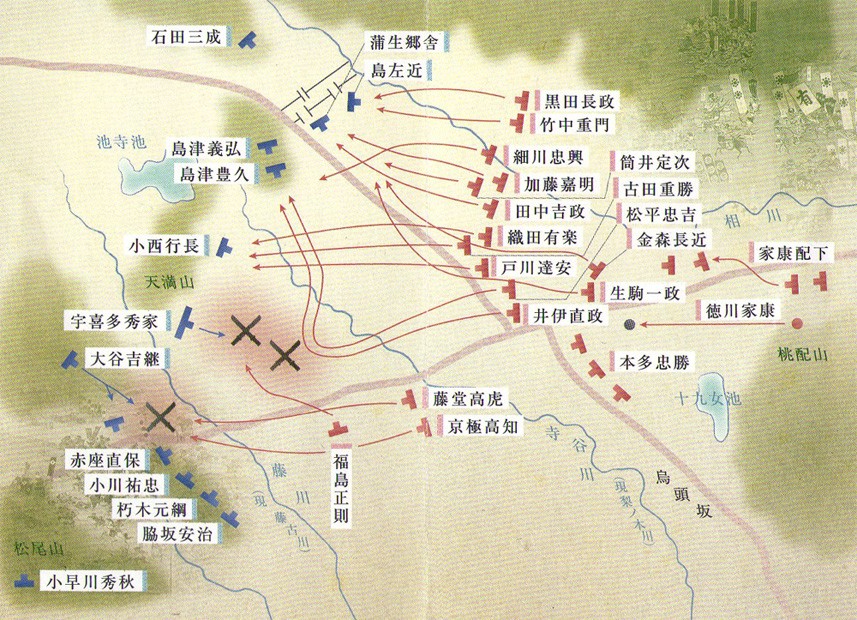 石田三成
蒲生郷舎
島左近
黒田長政
竹中重門
有
池寺池
島津義弘
島津豊久
細川忠興
筒井定次
加藤嘉明
古田重勝
田中吉政
松平忠吉
相川
織田有楽
金森長近
小西行長
家康配下
戸川達安
天満山
生駒一政
徳川家康
井伊直政
宇喜多秀家
本多忠勝
桃配山
大谷吉継
藤堂高虎
十九女池
京極高知
寺谷川
(現梨ノ木川)
福島正則
赤座直保
藤川
(現藤古川)
小川祐忠
烏頭坂
朽木元綱
脇坂安治
松尾山
小早川秀秋